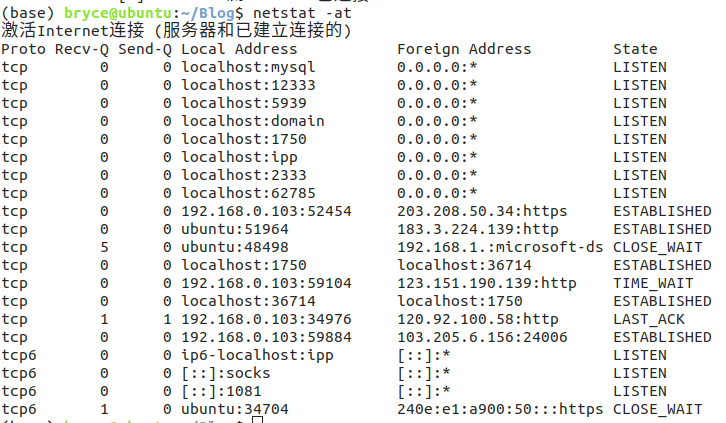 (base) bryce@ubuntu:~/Blog$ netstat -at
激活Internet连接 (服务器和已建立连接的)
Proto Recv-Q Send-Q Local Address           Foreign Address         State
tcp        0      0 localhost:mysql         0.0.0.0:*               LISTEN
tcp        0      0 localhost:12333         0.0.0.0:*               LISTEN
tcp        0      0 localhost:5939          0.0.0.0:*               LISTEN
tcp        0      0 localhost:domain        0.0.0.0:*               LISTEN
tcp        0      0 localhost:1750          0.0.0.0:*               LISTEN
tcp        0      0 localhost:ipp           0.0.0.0:*               LISTEN
tcp        0      0 localhost:2333          0.0.0.0:*               LISTEN
tcp        0      0 localhost:62785         0.0.0.0:*               LISTEN
tcp        0      0 192.168.0.103:52454     203.208.50.34:https     ESTABLISHED
tcp        0      0 ubuntu:51964            183.3.224.139:http      ESTABLISHED
tcp        5      0 ubuntu:48498            192.168.1.:microsoft-ds CLOSE_WAIT
tcp        0      0 localhost:1750          localhost:36714         ESTABLISHED
tcp        0      0 192.168.0.103:59104     123.151.190.139:http    TIME_WAIT
tcp        0      0 localhost:36714         localhost:1750          ESTABLISHED
tcp        1      1 192.168.0.103:34976     120.92.100.58:http      LAST_ACK
tcp        0      0 192.168.0.103:59884     103.205.6.156:24006     ESTABLISHED
tcp6       0      0 ip6-localhost:ipp       [::]:*                  LISTEN
tcp6       0      0 [::]:socks              [::]:*                  LISTEN
tcp6       0      0 [::]:1081               [::]:*                  LISTEN
tcp6       1      0 ubuntu:34704            240e:e1:a900:50:::https CLOSE_WAIT